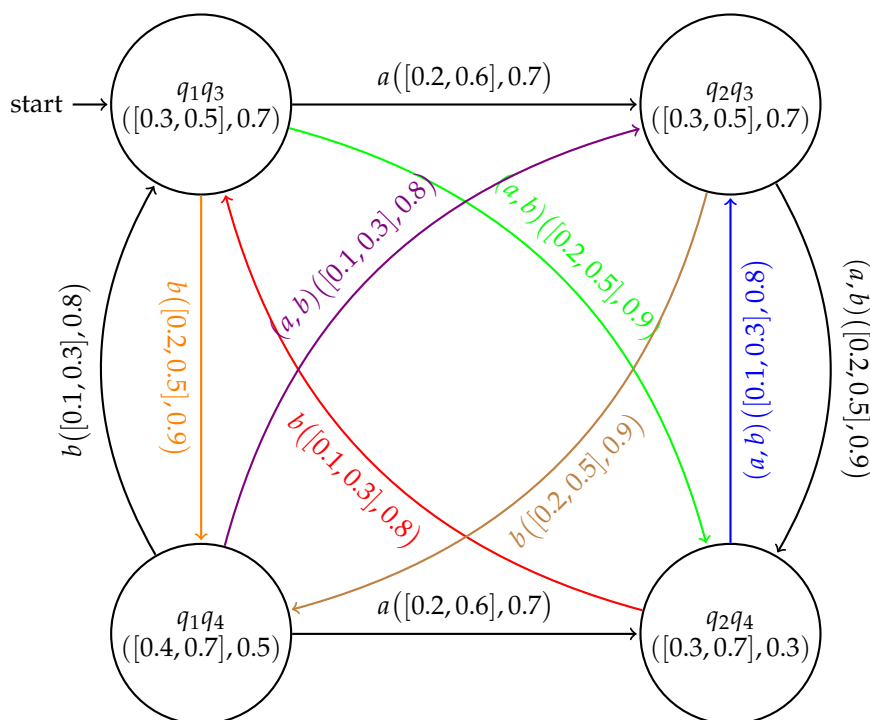 start
q₁q₃
([0.3, 0.5], 0.7)
a([0.2, 0.6], 0.7)
q₂q₃
([0.3, 0.5], 0.7)
(a, b)([0.1, 0.3], 0.8)
(a, b)([0.2, 0.5], 0.9)
b([0.1, 0.3], 0.8)
b([0.2, 0.5], 0.9)
(a, b)([0.1, 0.3], 0.8)
(a, b)([0.2, 0.5], 0.9)
b([0.1, 0.3], 0.8)
b([0.2, 0.5], 0.9)
q₁q₄
([0.4, 0.7], 0.5)
a([0.2, 0.6], 0.7)
q₂q₄
([0.3, 0.7], 0.3)